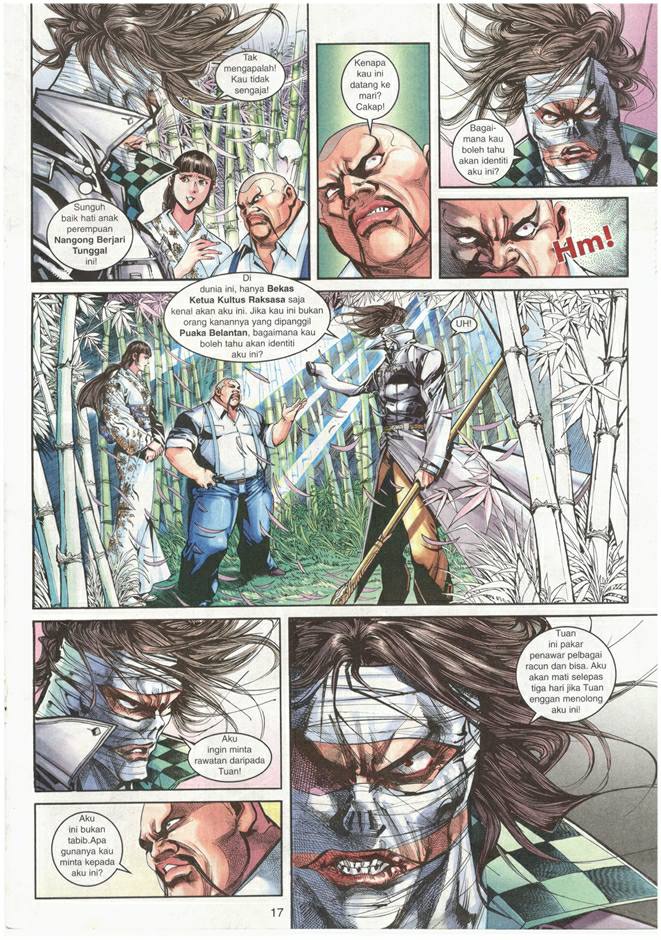 Tak
mengapalah!
Kau tidak
sengaja!
Sunguh
baik hati anak
perempuan
Nangong Berjari
Tunggal
ini!
Kenapa
kau ini
datang ke
mari?
Cakap!
Bagai-
mana kau
boleh tahu
akan identiti
aku ini?
Hm!
Di
dunia ini, hanya Bekas
Ketua Kultus Raksasa saja
kenal akan aku ini. Jika kau ini bukan
orang kanannya yang dipanggil
Puaka Belantan, bagaimana kau
boleh tahu akan identiti
aku ini?
UH!
Aku
ingin minta
rawatan daripada
Tuan!
Tuan
ini pakar
penawar pelbagai
racun dan bisa. Aku
akan mati selepas
tiga hari jika Tuan
enggan menolong
aku ini!
Aku
ini bukan
tabib.Apa
gunanya kau
minta kepada
aku ini?
17